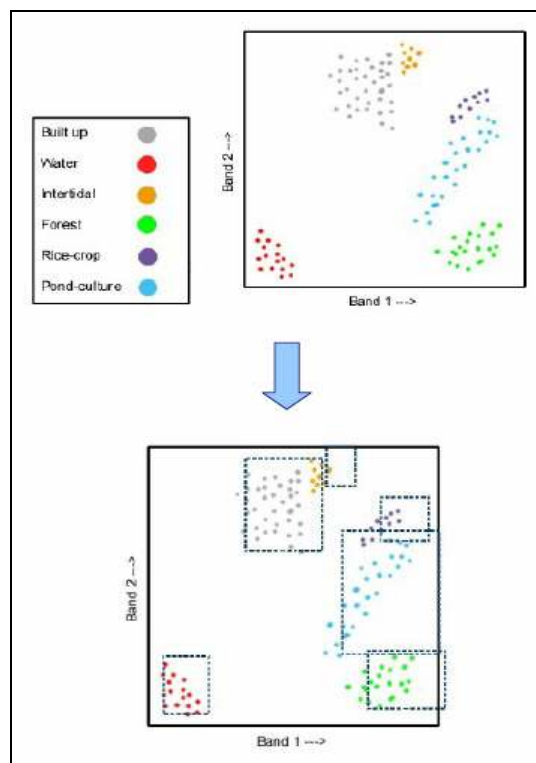 Built up
Water
Intertidal
Forest
Rice-crop
Pond-culture
Band 2 --->
Band 1 --->
Band 2 --->
Band 1 --->